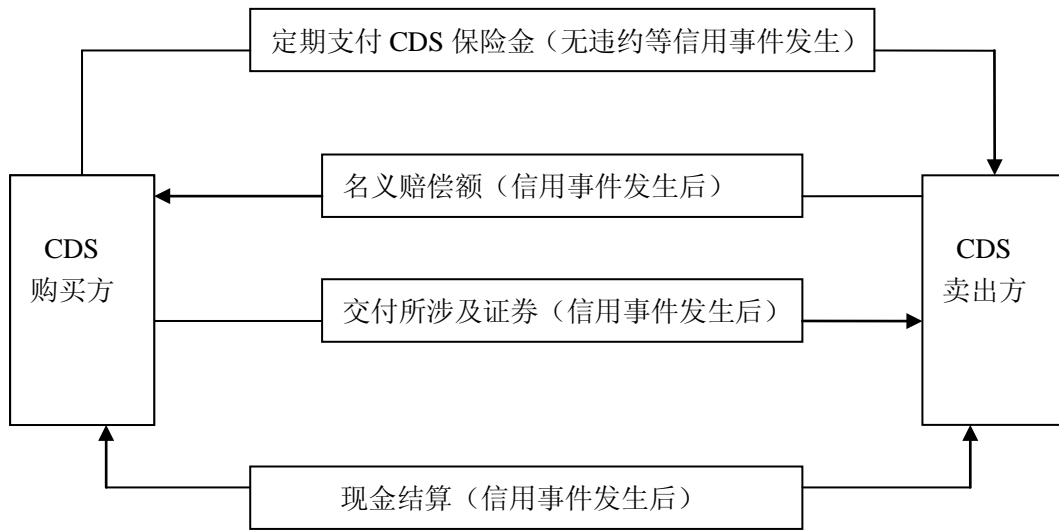 定期支付 CDS 保险金（无违约等信用事件发生）
名义赔偿额（信用事件发生后）
CDS
购买方
CDS
卖出方
交付所涉及证券（信用事件发生后）
现金结算（信用事件发生后）